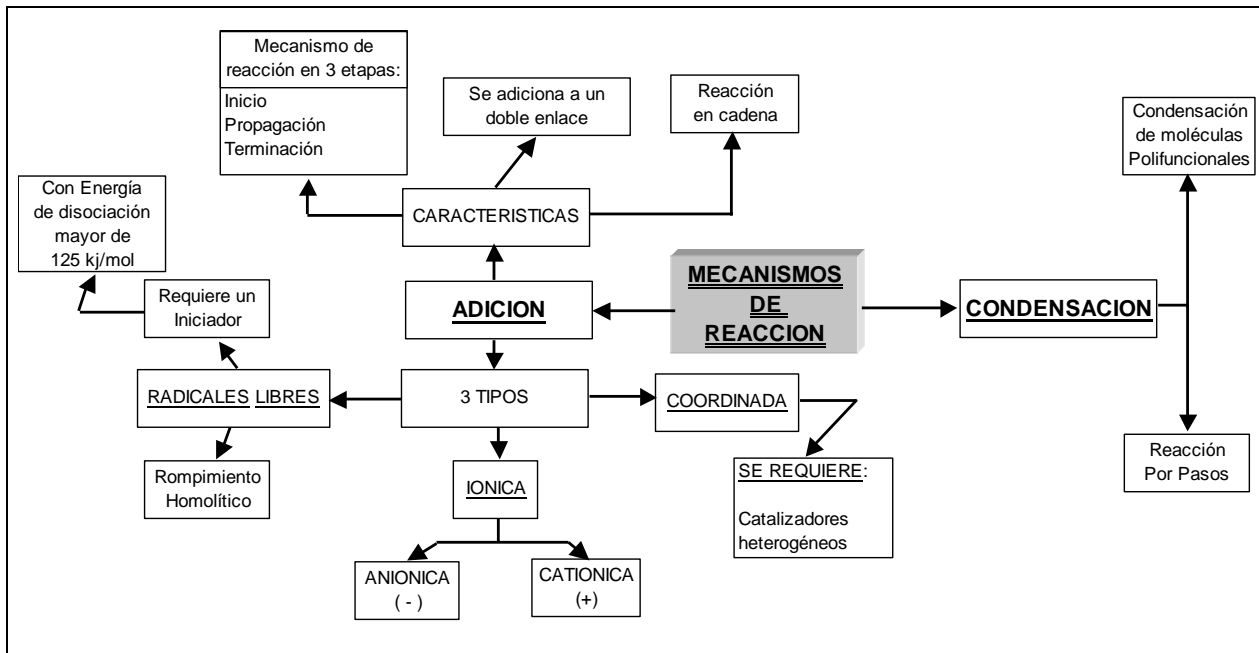 Mecanismo de
reacción en 3 etapas:
Inicio
Propagación
Terminación
Se adiciona a un
doble enlace
Reacción
en cadena
Condensación
de moléculas
Polifuncionales
Con Energía
de disociación
mayor de
125 kj/mol
CARACTERISTICAS
MECANISMOS
DE
REACCION
Requiere un
Iniciador
ADICION
CONDENSACION
RADICALES LIBRES
3 TIPOS
COORDINADA
Rompimiento
Homolítico
IONICA
SE REQUIERE:
Catalizadores
heterogéneos
Reacción
Por Pasos
ANIONICA
( - )
CATIONICA
(+)